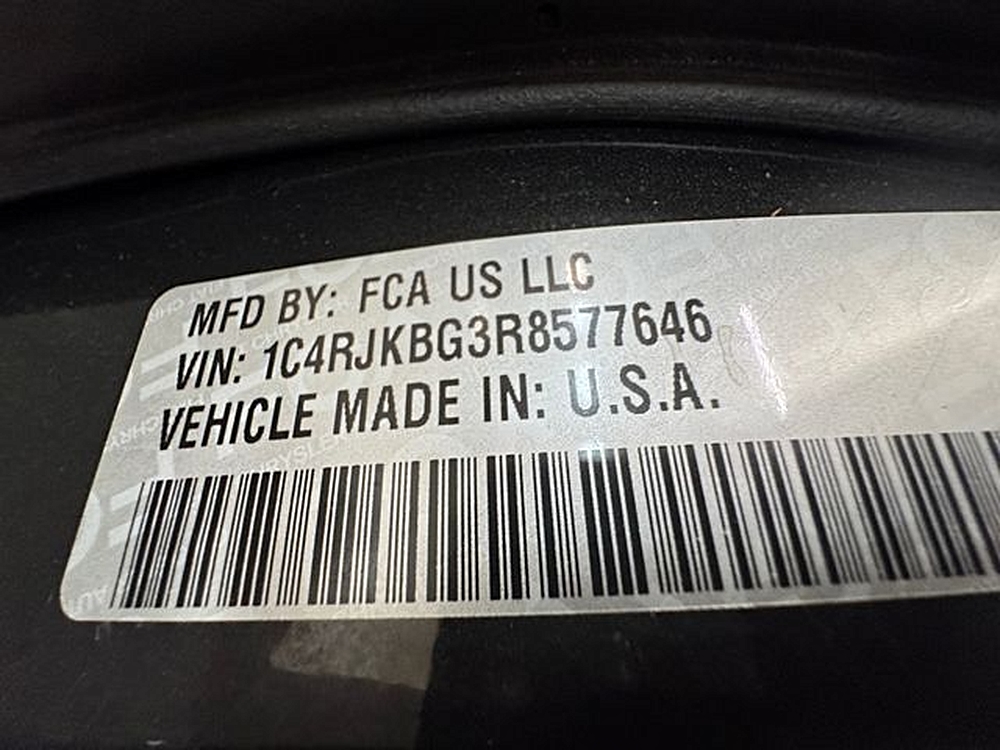 MFD BY: FCA US LLC
VIN: 1C4RJKBG3R8577646
VEHICLE MADE IN: U.S.A.